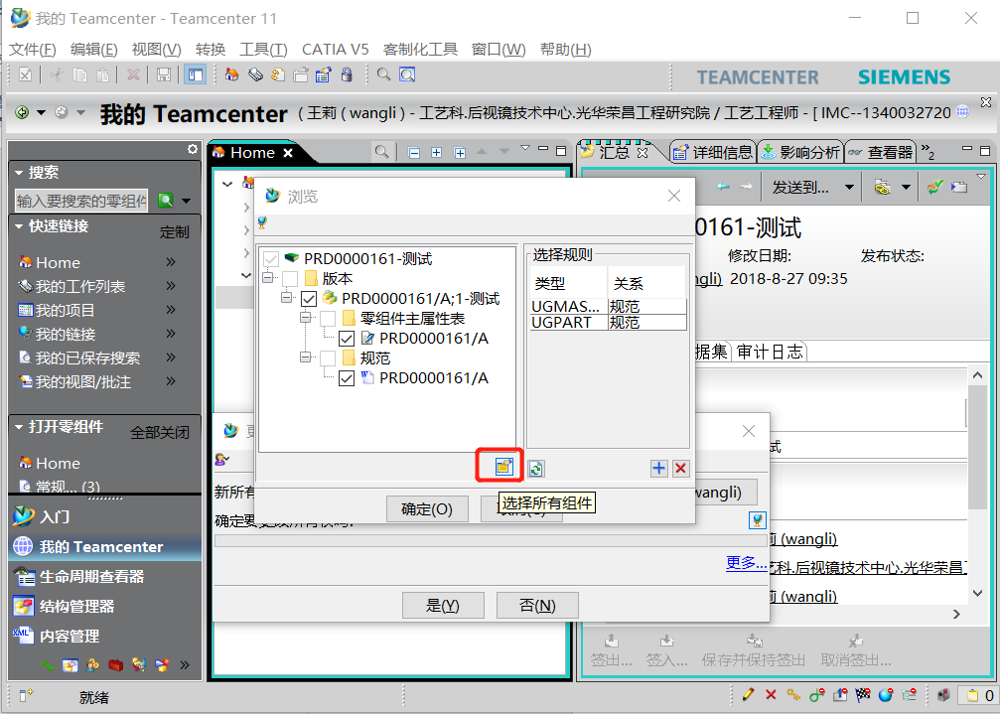 我的 Teamcenter - Teamcenter 11
文件(F) 编辑(E) 视图(V) 转换 工具(T) CATIA V5 客制化工具 窗口(W) 帮助(H)
TEAMCENTER SIEMENS
我的 Teamcenter ( 王莉 ( wangli ) - 工艺科.后视镜技术中心.光华荣昌工程研究院 / 工艺工程师 - [ IMC--1340032720
搜索
输入要搜索的零组件
快速链接
定制
Home »
我的工作列表 »
我的项目 »
我的链接 »
我的已保存搜索 »
我的视图/批注 »
打开零组件
全部关闭
Home
常规... (3)
入门
我的 Teamcenter
生命周期查看器
结构管理器
内容管理
»
就绪
Home
浏览
PRD0000161-测试
版本
PRD0000161/A;1-测试
零组件主属性表
PRD0000161/A
规范
PRD0000161/A
选择规则
类型 关系
UGMAS... 规范
UGPART 规范
选择所有组件
确定(O)
新所有
wangli)
更多...
是(Y) 否(N)
汇总 详细信息 影响分析 查看器 »2
发送到...
0161-测试
修改日期: 发布状态:
ngli) 2018-8-27 09:35
据集 审计日志
试
莉 (wangli)
艺科.后视镜技术中心.光华荣昌工
莉 (wangli)
签出... 签入... 保存并保持签出 取消签出...
0